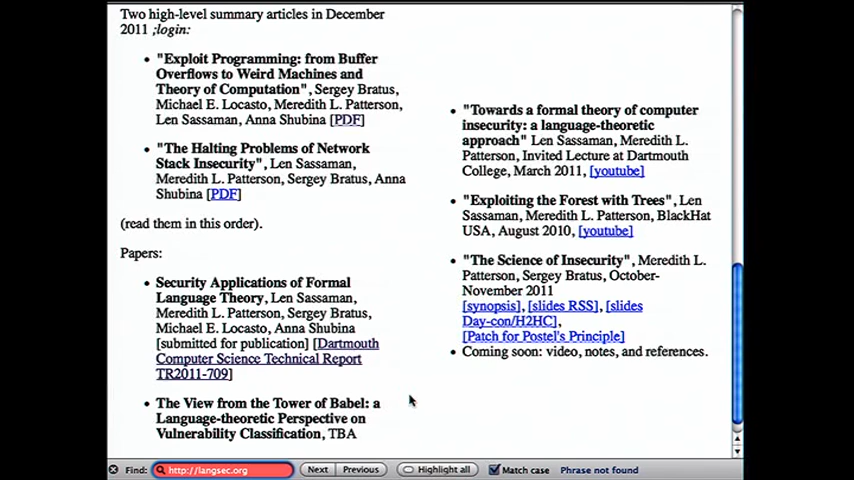 Two high-level summary articles in December
2011 ;login:
• "Exploit Programming: from Buffer
Overflows to Weird Machines and
Theory of Computation", Sergey Bratus,
Michael E. Locasto, Meredith L. Patterson,
Len Sassaman, Anna Shubina [PDF]
• "The Halting Problems of Network
Stack Insecurity", Len Sassaman,
Meredith L. Patterson, Sergey Bratus, Anna
Shubina [PDF]
(read them in this order).
Papers:
• Security Applications of Formal
Language Theory, Len Sassaman,
Meredith L. Patterson, Sergey Bratus,
Michael E. Locasto, Anna Shubina
[submitted for publication] [Dartmouth
Computer Science Technical Report
TR2011-709]
• The View from the Tower of Babel: a
Language-theoretic Perspective on
Vulnerability Classification, TBA
• "Towards a formal theory of computer
insecurity: a language-theoretic
approach" Len Sassaman, Meredith L.
Patterson, Invited Lecture at Dartmouth
College, March 2011, [youtube]
• "Exploiting the Forest with Trees", Len
Sassaman, Meredith L. Patterson, BlackHat
USA, August 2010, [youtube]
• "The Science of Insecurity", Meredith L.
Patterson, Sergey Bratus, October-
November 2011
[synopsis], [slides RSS], [slides
Day-con/H2HC],
[Patch for Postel's Principle]
• Coming soon: video, notes, and references.
Find: http://langsec.org Next Previous Highlight all Match case Phrase not found